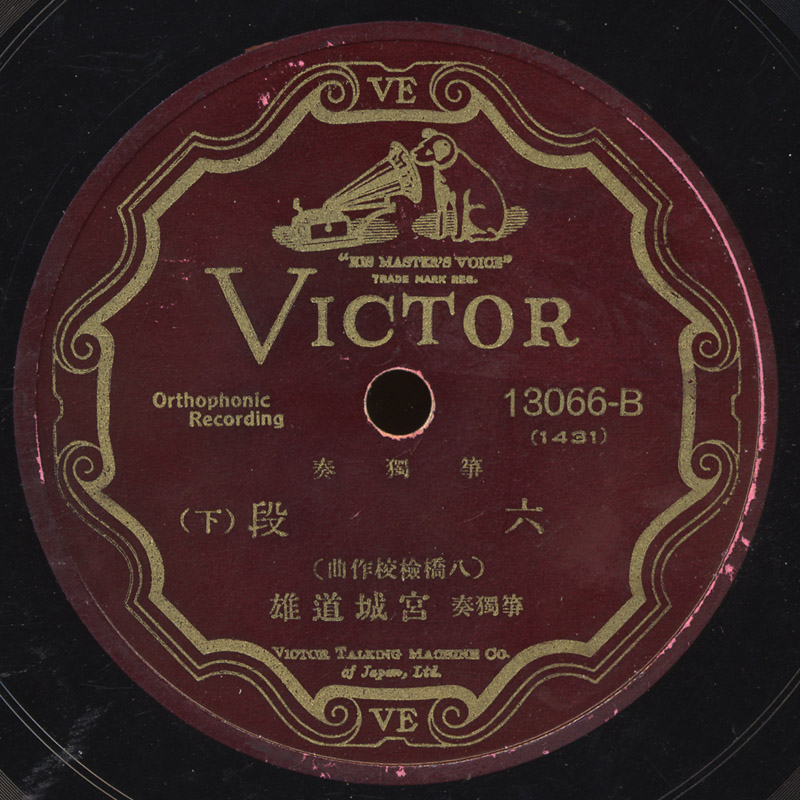 VE
"HIS MASTER'S VOICE"
TRADE MARK REG.
VICTOR
Orthophonic
Recording
13066-B
(1431)
箏獨奏
六段（下）
（八橋檢校作曲）
箏獨奏 宮城道雄
VICTOR TALKING MACHINE CO.
of Japan, Ltd.
VE